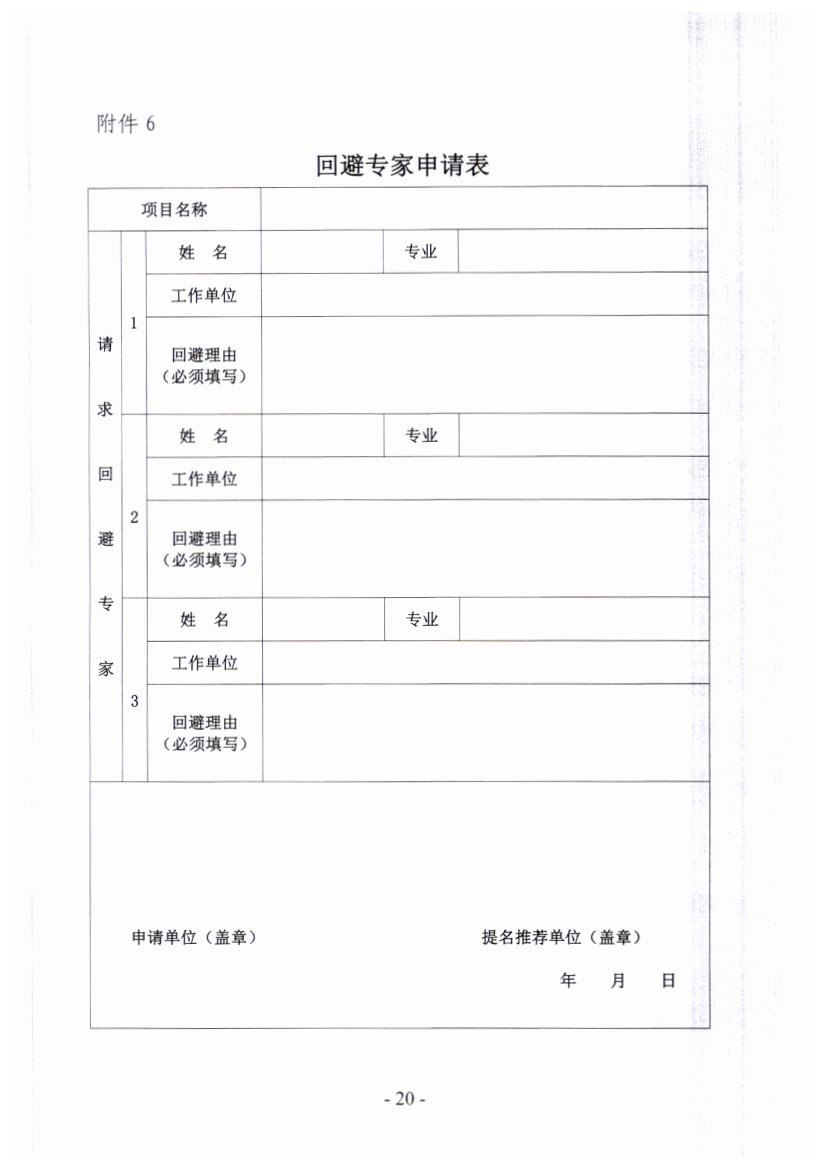 附件 6
回避专家申请表
项目名称
请求回避专家
1
姓 名 专业
工作单位
回避理由
（必须填写）
2
姓 名 专业
工作单位
回避理由
（必须填写）
3
姓 名 专业
工作单位
回避理由
（必须填写）
申请单位（盖章） 提名推荐单位（盖章）
年 月 日
- 20 -